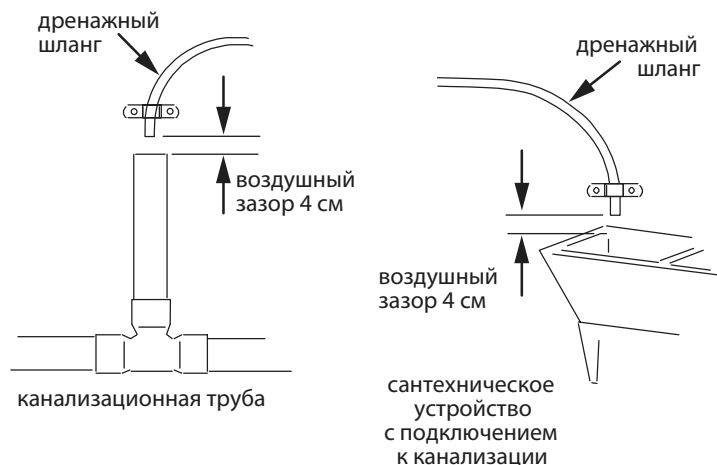 дренажный
шланг
воздушный
зазор 4 см
канализационная труба
дренажный
шланг
воздушный
зазор 4 см
сантехническое
устройство
с подключением
к канализации